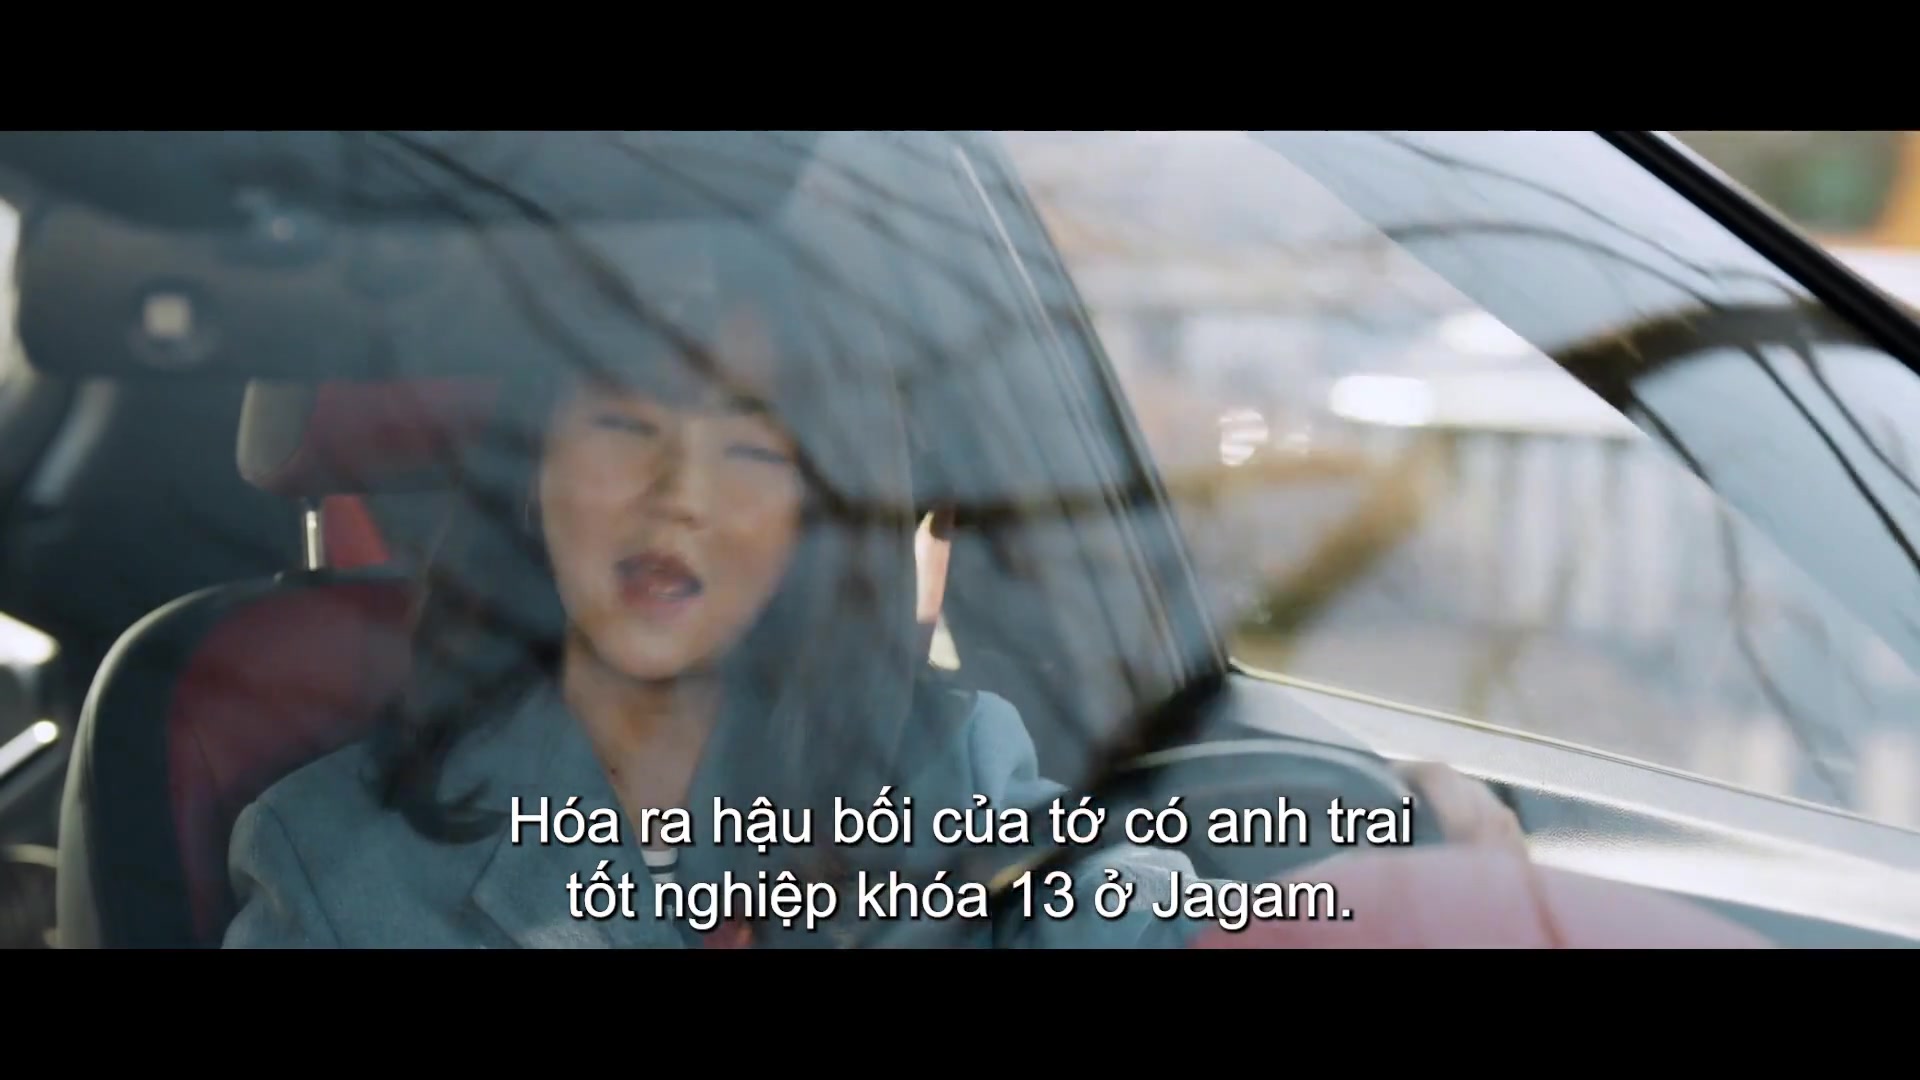 Hóa ra hậu bối của tớ có anh trai
tốt nghiệp khóa 13 ở Jagam.